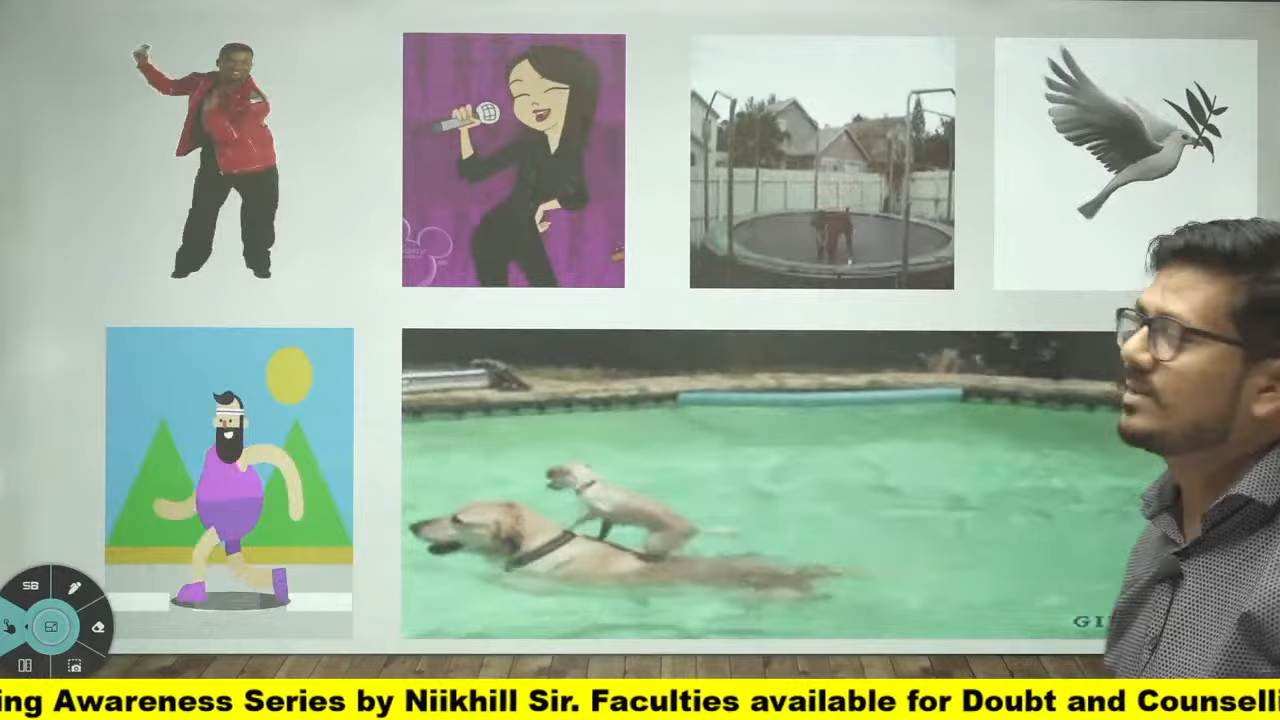 SB
GI
ing Awareness Series by Niikhill Sir. Faculties available for Doubt and Counselli